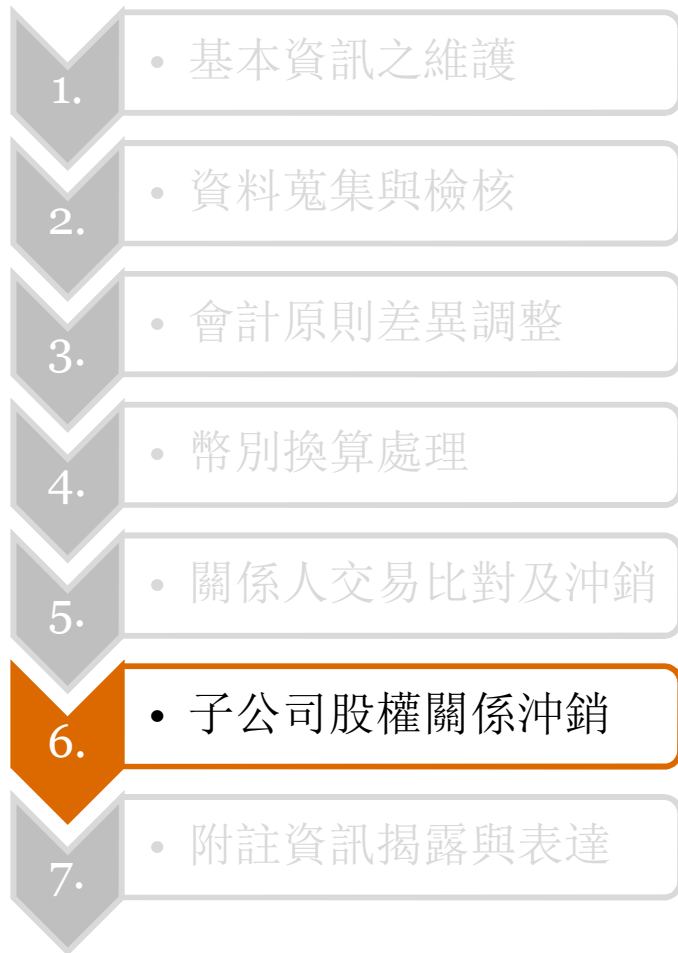 1. • 基本資訊之維護
2. • 資料蒐集與檢核
3. • 會計原則差異調整
4. • 幣別換算處理
5. • 關係人交易比對及沖銷
6. • 子公司股權關係沖銷
7. • 附註資訊揭露與表達